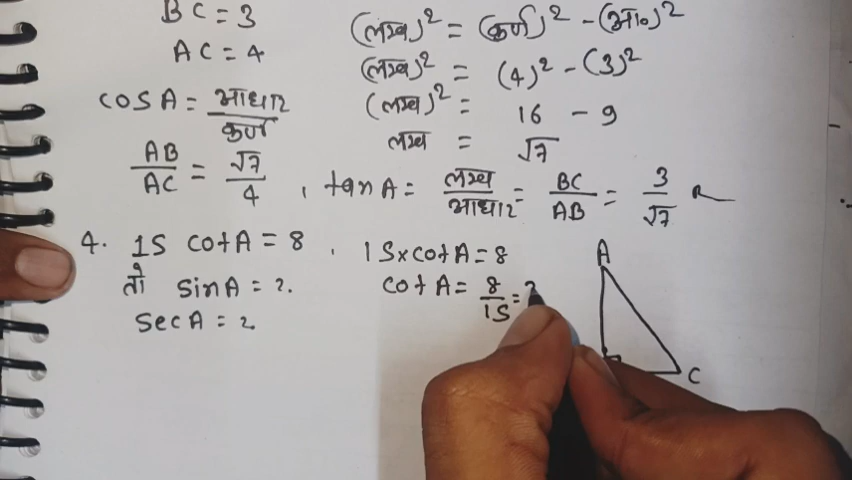 BC = 3
AC = 4
cos A = आधार / कर्ण
AB / AC = √7 / 4 , tan A = लम्ब / आधार = BC / AB = 3 / √7
(लम्ब)² = (कर्ण)² - (आ०)²
(लम्ब)² = (4)² - (3)²
(लम्ब)² = 16 - 9
लम्ब = √7
4. 15 cot A = 8 , 15 × cot A = 8
तो sin A = ?
sec A = ?
cot A = 8 / 15 =
A
C